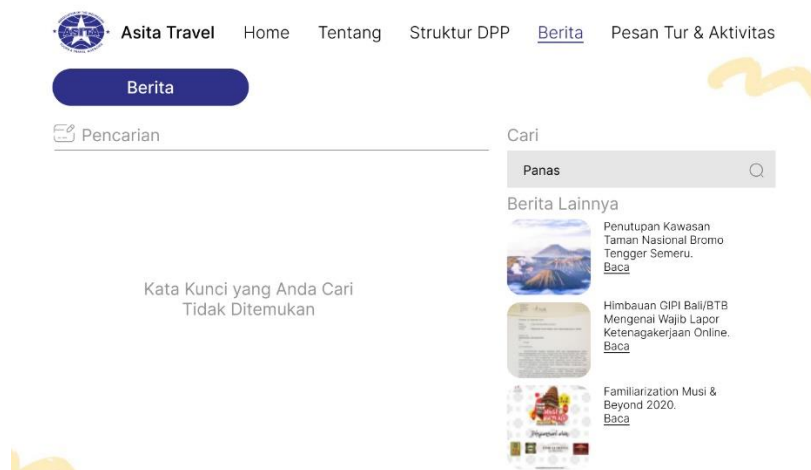 ASITA
Asita Travel Home Tentang Struktur DPP Berita Pesan Tur & Aktivitas
Berita
Pencarian
Kata Kunci yang Anda Cari
Tidak Ditemukan
Cari
Panas
Berita Lainnya
Penutupan Kawasan
Taman Nasional Bromo
Tengger Semeru.
Baca
Himbauan GIPI Bali/BTB
Mengenai Wajib Lapor
Ketenagakerjaan Online.
Baca
Familiarization Musi &
Beyond 2020.
Baca